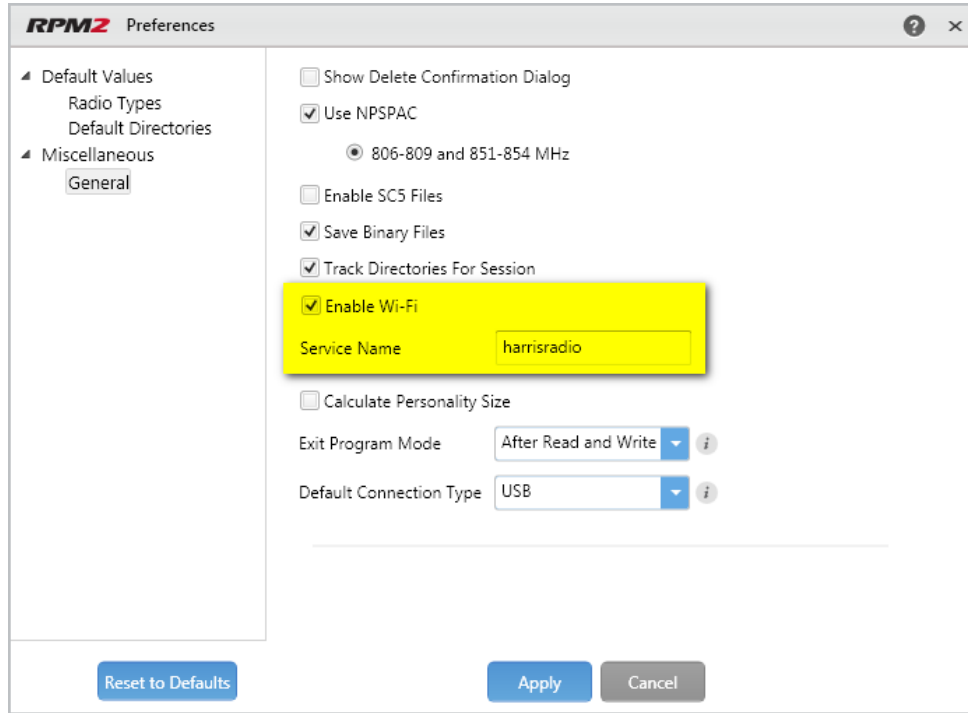 RPM2 Preferences
Default Values
Radio Types
Default Directories
Miscellaneous
General
Show Delete Confirmation Dialog
Use NPSPAC
806-809 and 851-854 MHz
Enable SC5 Files
Save Binary Files
Track Directories For Session
Enable Wi-Fi
Service Name harrisradio
Calculate Personality Size
Exit Program Mode After Read and Write i
Default Connection Type USB i
Reset to Defaults Apply Cancel